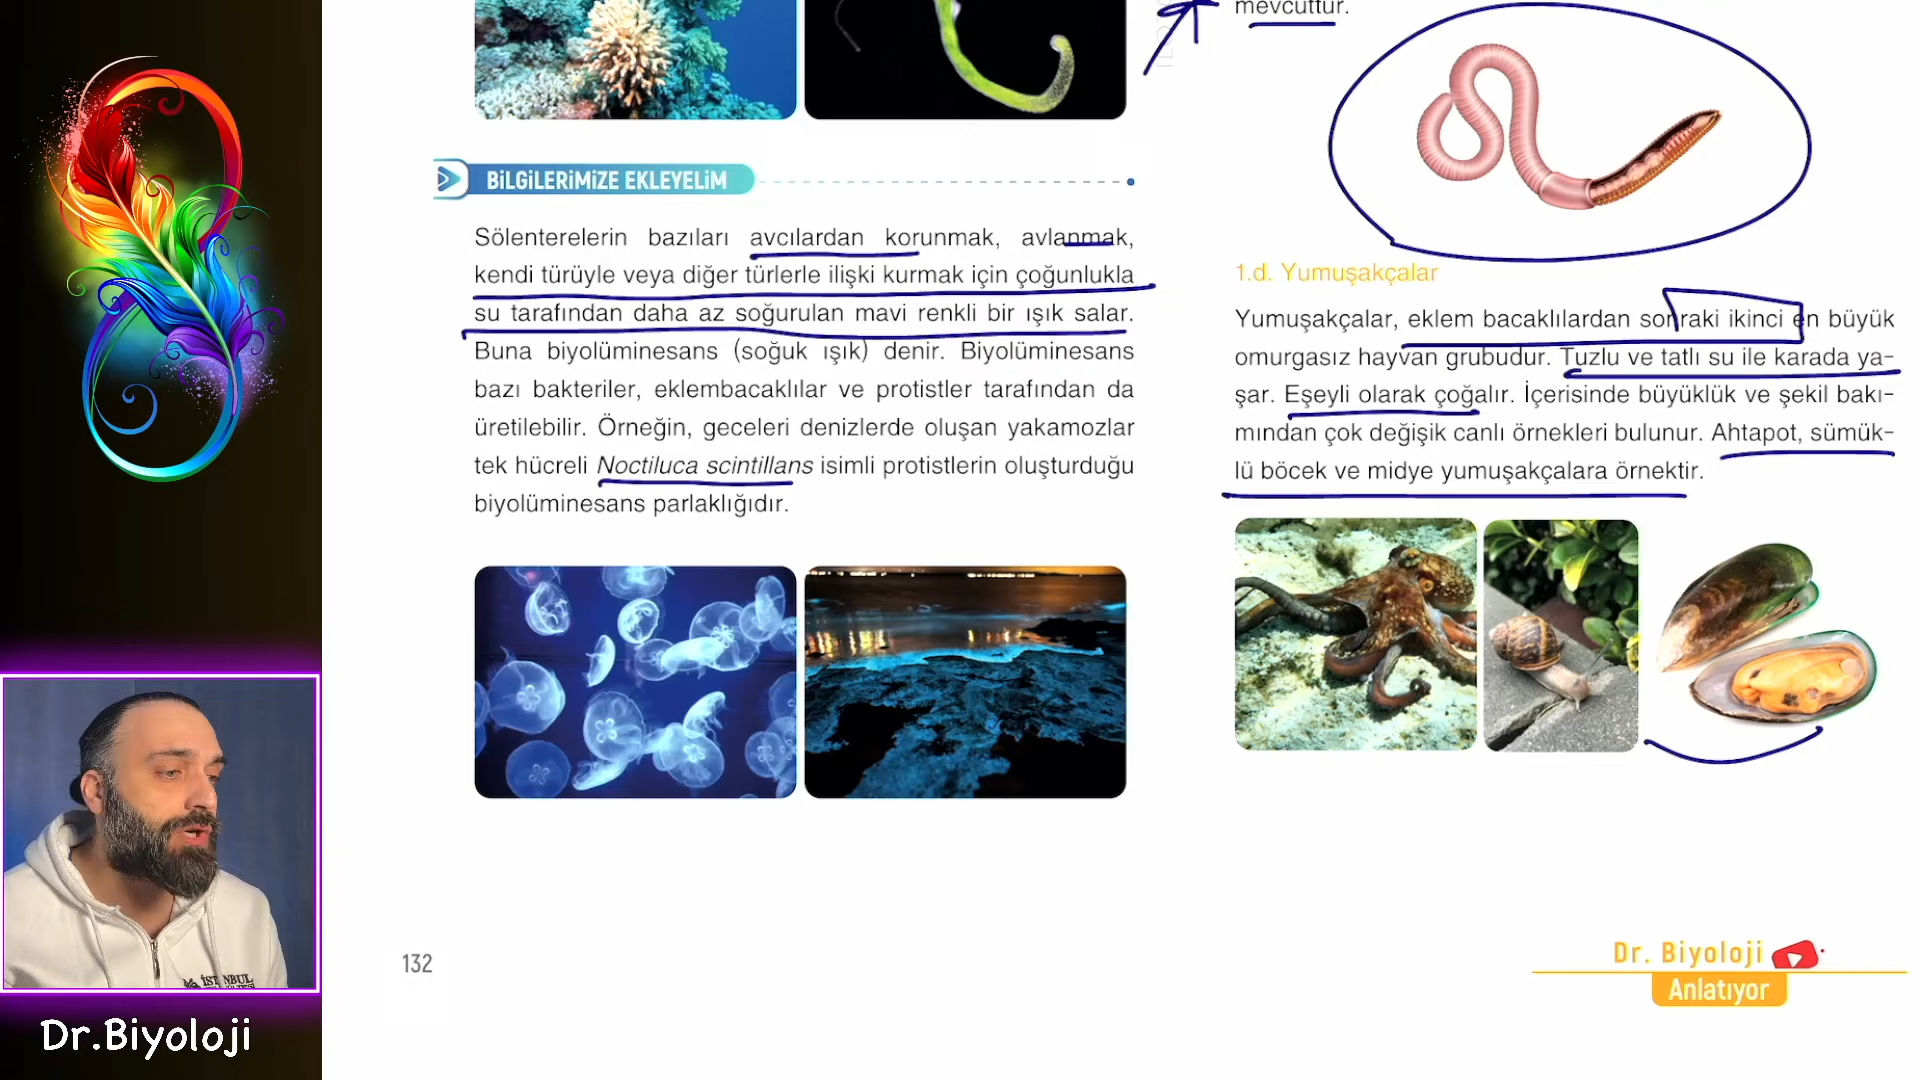 mevcuttur.
BİLGİLERİMİZE EKLEYELİM
Sölenterelerin bazıları avcılardan korunmak, avlanmak,
kendi türüyle veya diğer türlerle ilişki kurmak için çoğunlukla
su tarafından daha az soğurulan mavi renkli bir ışık salar.
Buna biyolüminesans (soğuk ışık) denir. Biyolüminesans
bazı bakteriler, eklembacaklılar ve protistler tarafından da
üretilebilir. Örneğin, geceleri denizlerde oluşan yakamozlar
tek hücreli Noctiluca scintillans isimli protistlerin oluşturduğu
biyolüminesans parlaklığıdır.
1.d. Yumuşakçalar
Yumuşakçalar, eklem bacaklılardan sonraki ikinci en büyük
omurgasız hayvan grubudur. Tuzlu ve tatlı su ile karada ya-
şar. Eşeyli olarak çoğalır. İçerisinde büyüklük ve şekil bakı-
mından çok değişik canlı örnekleri bulunur. Ahtapot, sümük-
lü böcek ve midye yumuşakçalara örnektir.
132
Dr. Biyoloji
Anlatıyor
Dr.Biyoloji